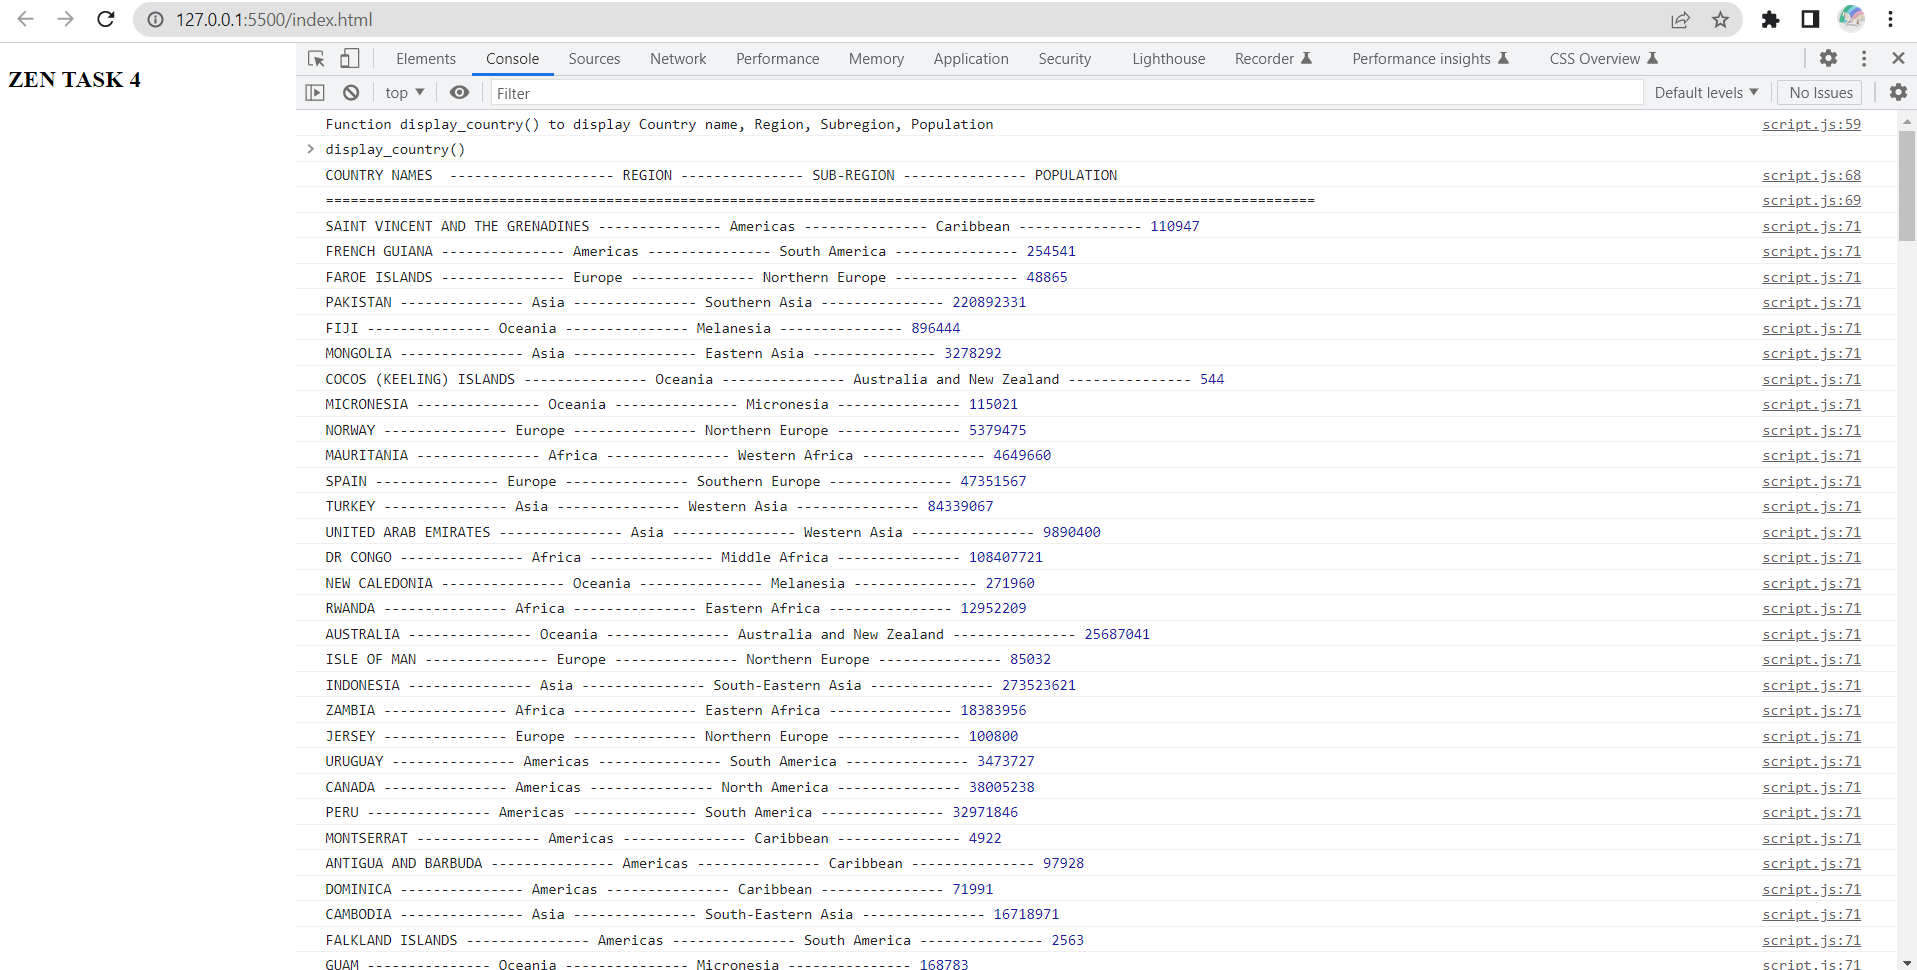 127.0.0.1:5500/index.html
ZEN TASK 4
Elements Console Sources Network Performance Memory Application Security Lighthouse Recorder Performance insights CSS Overview
top Filter Default levels No Issues
Function display_country() to display Country name, Region, Subregion, Population script.js:59
display_country()
COUNTRY NAMES  -------------------- REGION --------------- SUB-REGION --------------- POPULATION script.js:68
======================================================================================================================== script.js:69
SAINT VINCENT AND THE GRENADINES --------------- Americas --------------- Caribbean --------------- 110947 script.js:71
FRENCH GUIANA --------------- Americas --------------- South America --------------- 254541 script.js:71
FAROE ISLANDS --------------- Europe --------------- Northern Europe --------------- 48865 script.js:71
PAKISTAN --------------- Asia --------------- Southern Asia --------------- 220892331 script.js:71
FIJI --------------- Oceania --------------- Melanesia --------------- 896444 script.js:71
MONGOLIA --------------- Asia --------------- Eastern Asia --------------- 3278292 script.js:71
COCOS (KEELING) ISLANDS --------------- Oceania --------------- Australia and New Zealand --------------- 544 script.js:71
MICRONESIA --------------- Oceania --------------- Micronesia --------------- 115021 script.js:71
NORWAY --------------- Europe --------------- Northern Europe --------------- 5379475 script.js:71
MAURITANIA --------------- Africa --------------- Western Africa --------------- 4649660 script.js:71
SPAIN --------------- Europe --------------- Southern Europe --------------- 47351567 script.js:71
TURKEY --------------- Asia --------------- Western Asia --------------- 84339067 script.js:71
UNITED ARAB EMIRATES --------------- Asia --------------- Western Asia --------------- 9890400 script.js:71
DR CONGO --------------- Africa --------------- Middle Africa --------------- 108407721 script.js:71
NEW CALEDONIA --------------- Oceania --------------- Melanesia --------------- 271960 script.js:71
RWANDA --------------- Africa --------------- Eastern Africa --------------- 12952209 script.js:71
AUSTRALIA --------------- Oceania --------------- Australia and New Zealand --------------- 25687041 script.js:71
ISLE OF MAN --------------- Europe --------------- Northern Europe --------------- 85032 script.js:71
INDONESIA --------------- Asia --------------- South-Eastern Asia --------------- 273523621 script.js:71
ZAMBIA --------------- Africa --------------- Eastern Africa --------------- 18383956 script.js:71
JERSEY --------------- Europe --------------- Northern Europe --------------- 100800 script.js:71
URUGUAY --------------- Americas --------------- South America --------------- 3473727 script.js:71
CANADA --------------- Americas --------------- North America --------------- 38005238 script.js:71
PERU --------------- Americas --------------- South America --------------- 32971846 script.js:71
MONTSERRAT --------------- Americas --------------- Caribbean --------------- 4922 script.js:71
ANTIGUA AND BARBUDA --------------- Americas --------------- Caribbean --------------- 97928 script.js:71
DOMINICA --------------- Americas --------------- Caribbean --------------- 71991 script.js:71
CAMBODIA --------------- Asia --------------- South-Eastern Asia --------------- 16718971 script.js:71
FALKLAND ISLANDS --------------- Americas --------------- South America --------------- 2563 script.js:71
GUAM --------------- Oceania --------------- Micronesia --------------- 168783 script.js:71